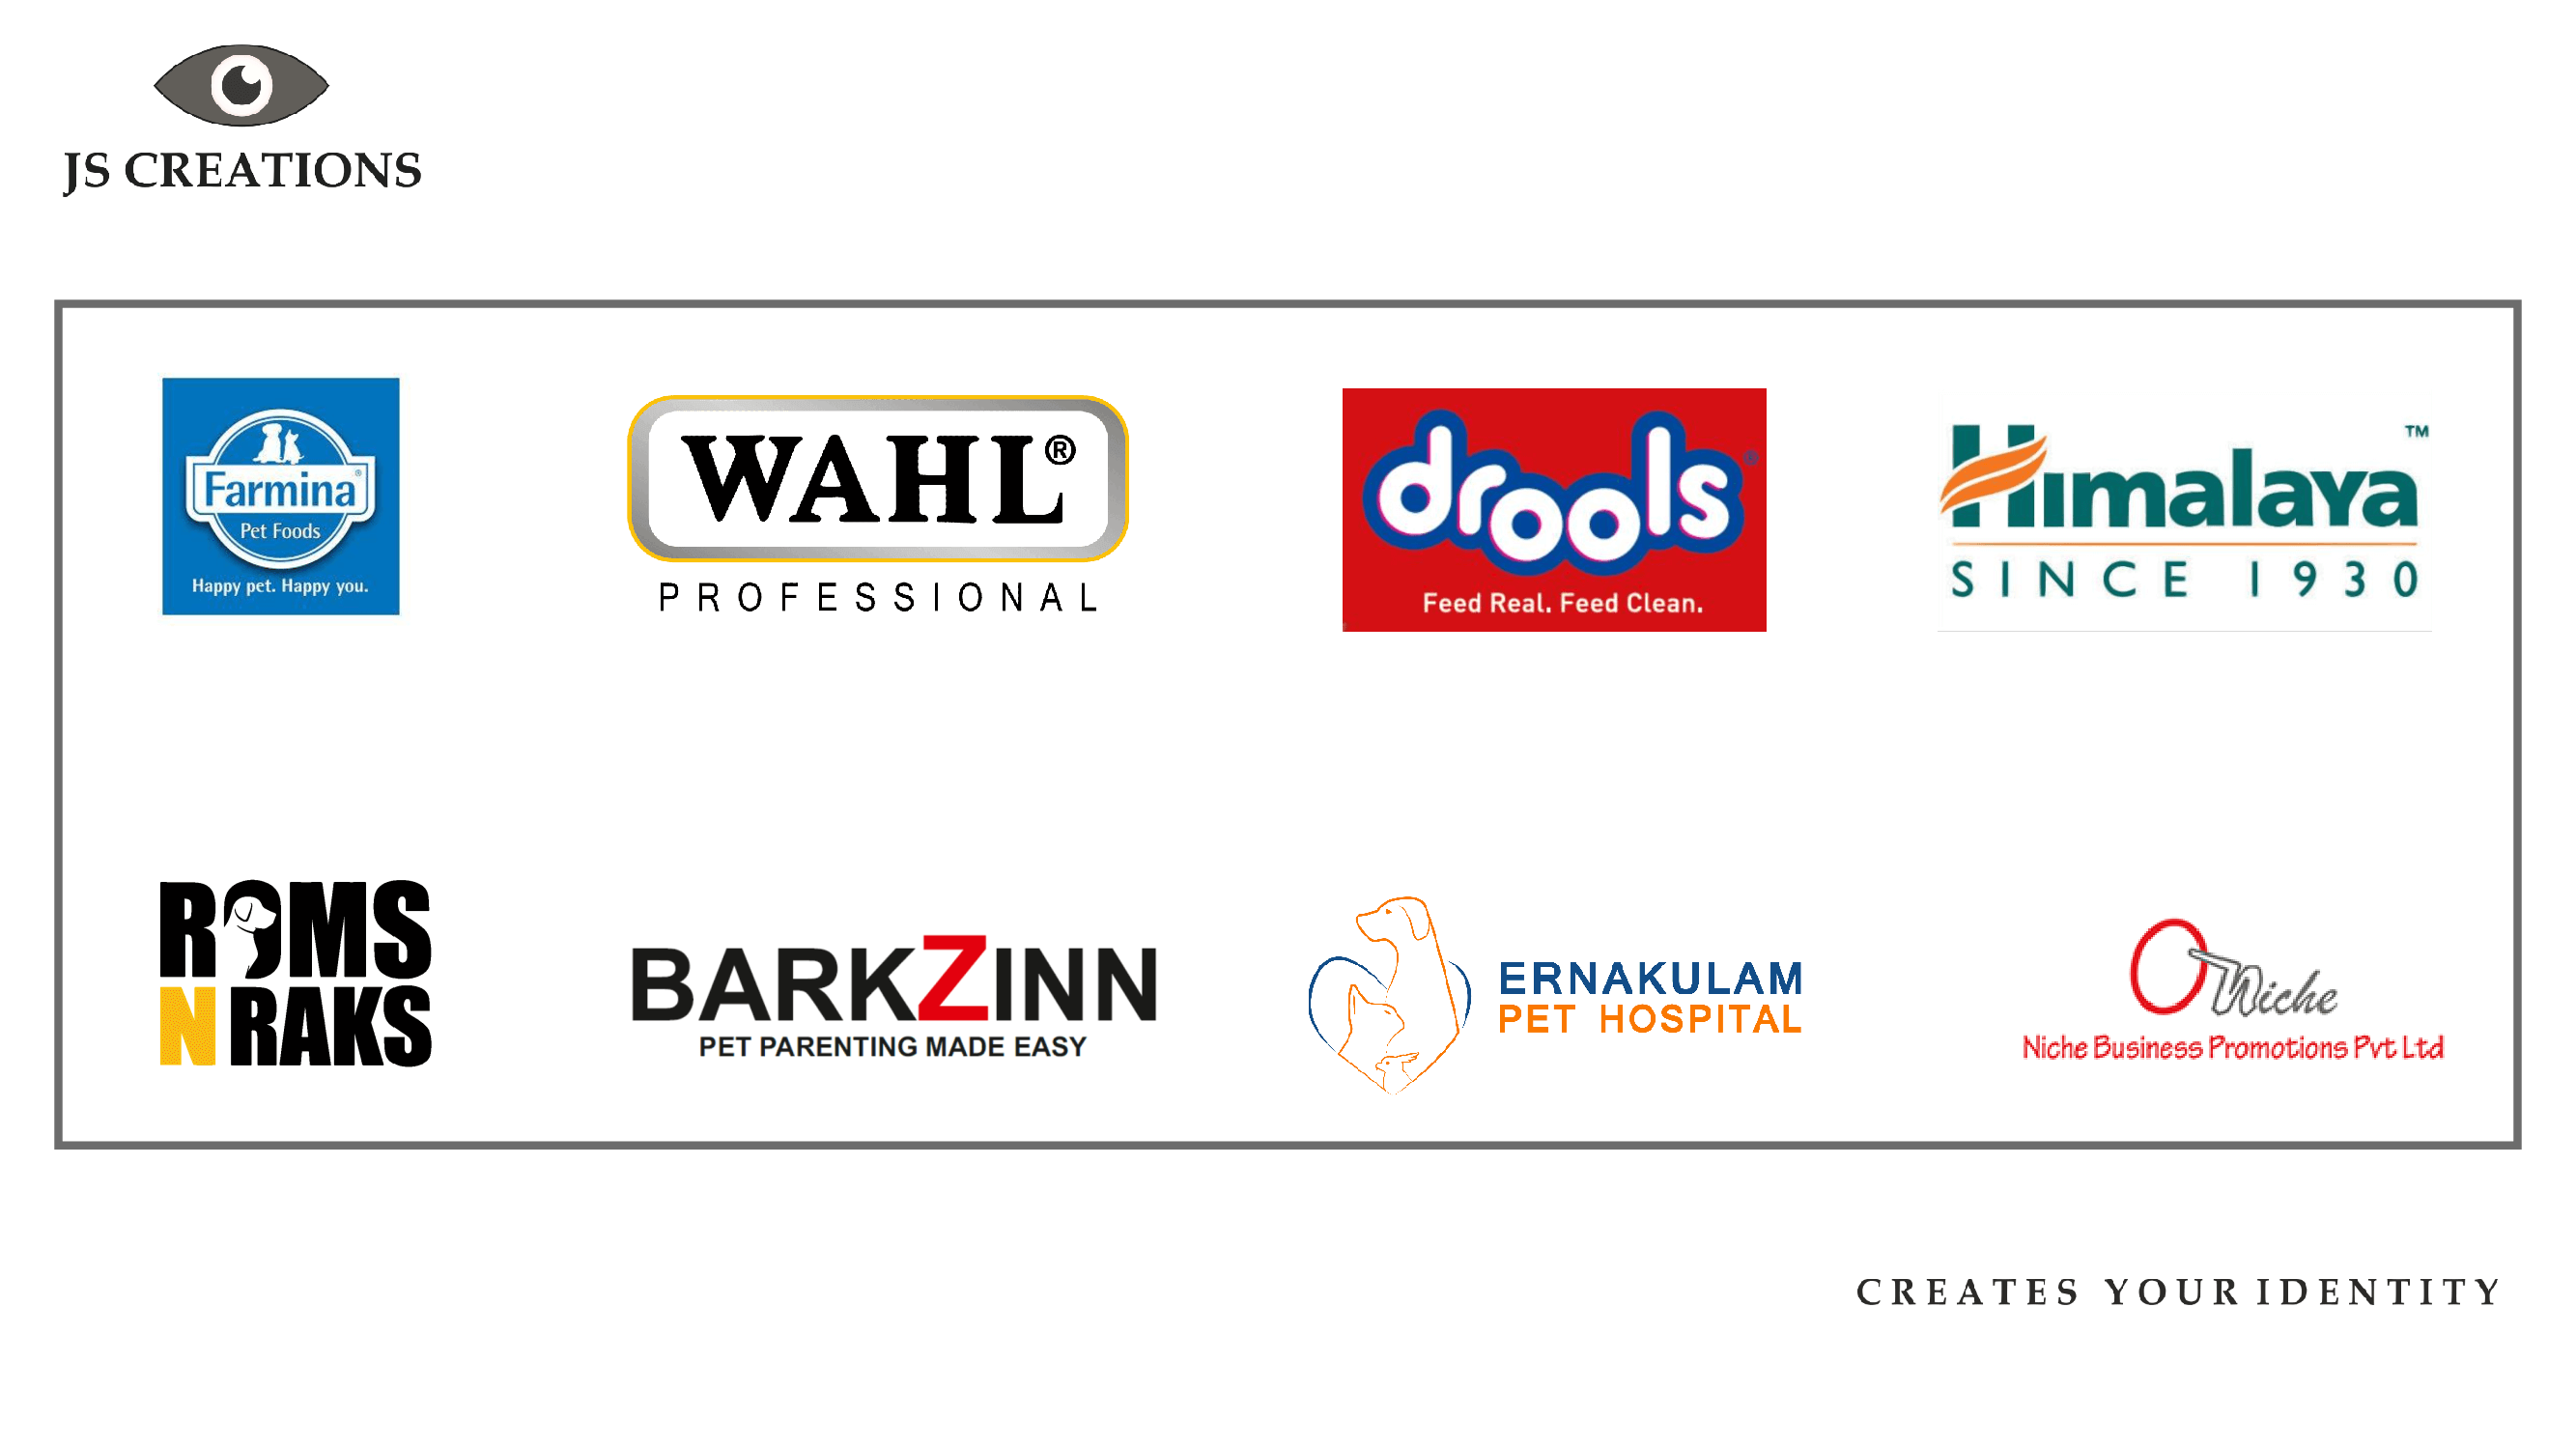 JS CREATIONS
Farmina®
Pet Foods
Happy pet. Happy you.
WAHL®
PROFESSIONAL
drools®
Feed Real. Feed Clean.
Himalaya™
SINCE 1930
ROMS
N RAKS
BARKZINN
PET PARENTING MADE EASY
ERNAKULAM
PET HOSPITAL
Niche
Niche Business Promotions Pvt Ltd
CREATES YOUR IDENTITY